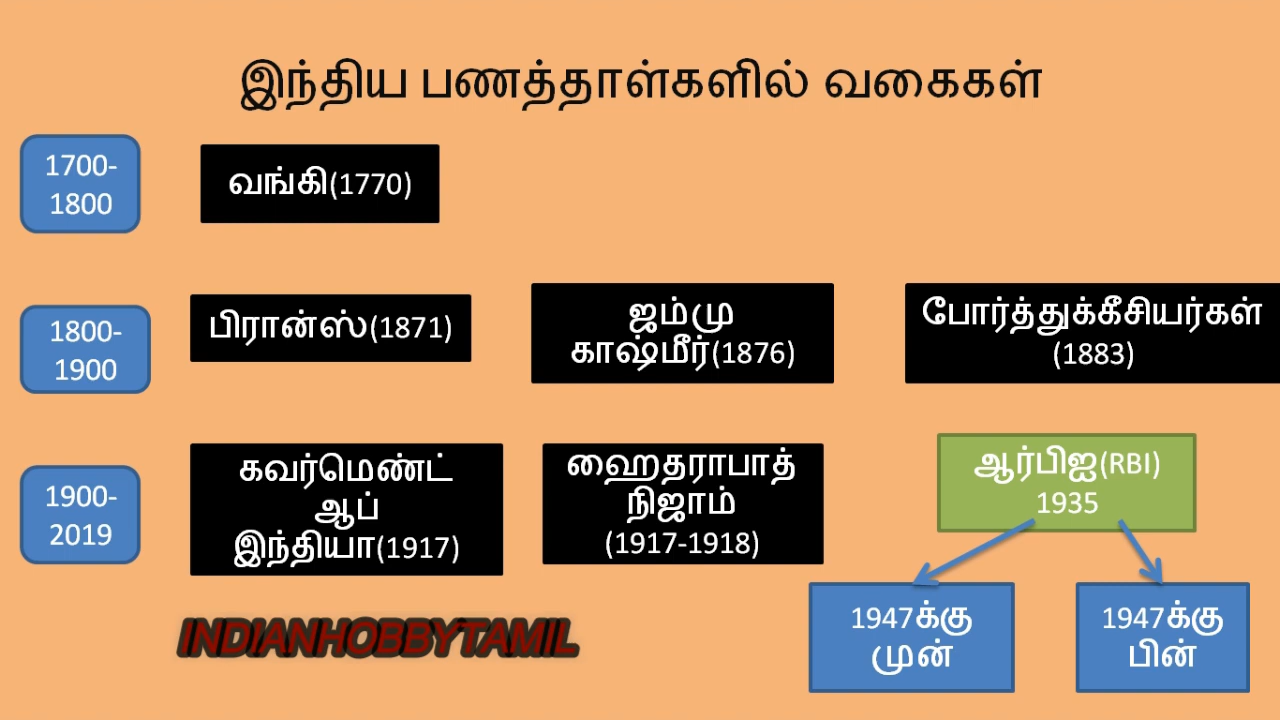 இந்திய பணத்தாள்களில் வகைகள்
1700-
1800
வங்கி(1770)
1800-
1900
பிரான்ஸ்(1871)
ஜம்மு
காஷ்மீர்(1876)
போர்த்துக்கீசியர்கள்
(1883)
1900-
2019
கவர்மெண்ட்
ஆப்
இந்தியா(1917)
ஹைதராபாத்
நிஜாம்
(1917-1918)
ஆர்பிஐ(RBI)
1935
1947க்கு
முன்
1947க்கு
பின்
INDIANHOBBYTAMIL